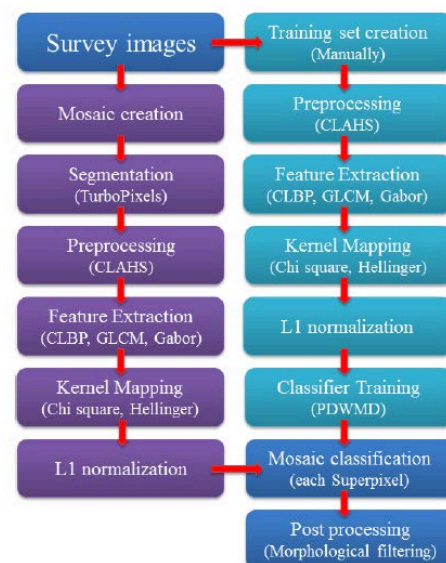 Survey images
Mosaic creation
Segmentation
(TurboPixels)
Preprocessing
(CLAHS)
Feature Extraction
(CLBP, GLCM, Gabor)
Kernel Mapping
(Chi square, Hellinger)
L1 normalization
Training set creation
(Manually)
Preprocessing
(CLAHS)
Feature Extraction
(CLBP, GLCM, Gabor)
Kernel Mapping
(Chi square, Hellinger)
L1 normalization
Classifier Training
(PDWMD)
Mosaic classification
(each Superpixel)
Post processing
(Morphological filtering)